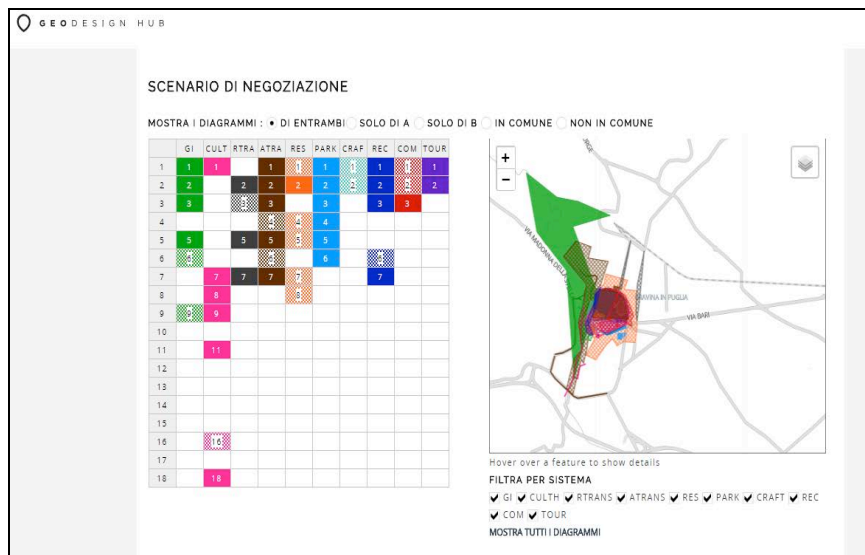 GEODESIGN HUB
SCENARIO DI NEGOZIAZIONE
MOSTRA I DIAGRAMMI : DI ENTRAMBI SOLO DI A SOLO DI B IN COMUNE NON IN COMUNE
GI CULT RTRA ATRA RES PARK CRAF REC COM TOUR
1 1 1 1 1 1 1 1 1 1
2 2 2 2 2 2 2 2 2 2
3 3 3 3 3 3 3
4 4 4 4
5 5 5 5 5 5
6 6 6 6 6
7 7 7 7 7 7
8 8 8
9 9 9
10
11 11
12
13
14
15
16 16
17
18 18
+
−
VIA MADONNA DELLA
AVINA IN PUGLIA
VIA BARI
Hover over a feature to show details
FILTRA PER SISTEMA
GI CULTH RTRANS ATRANS RES PARK CRAFT REC
COM TOUR
MOSTRA TUTTI I DIAGRAMMI